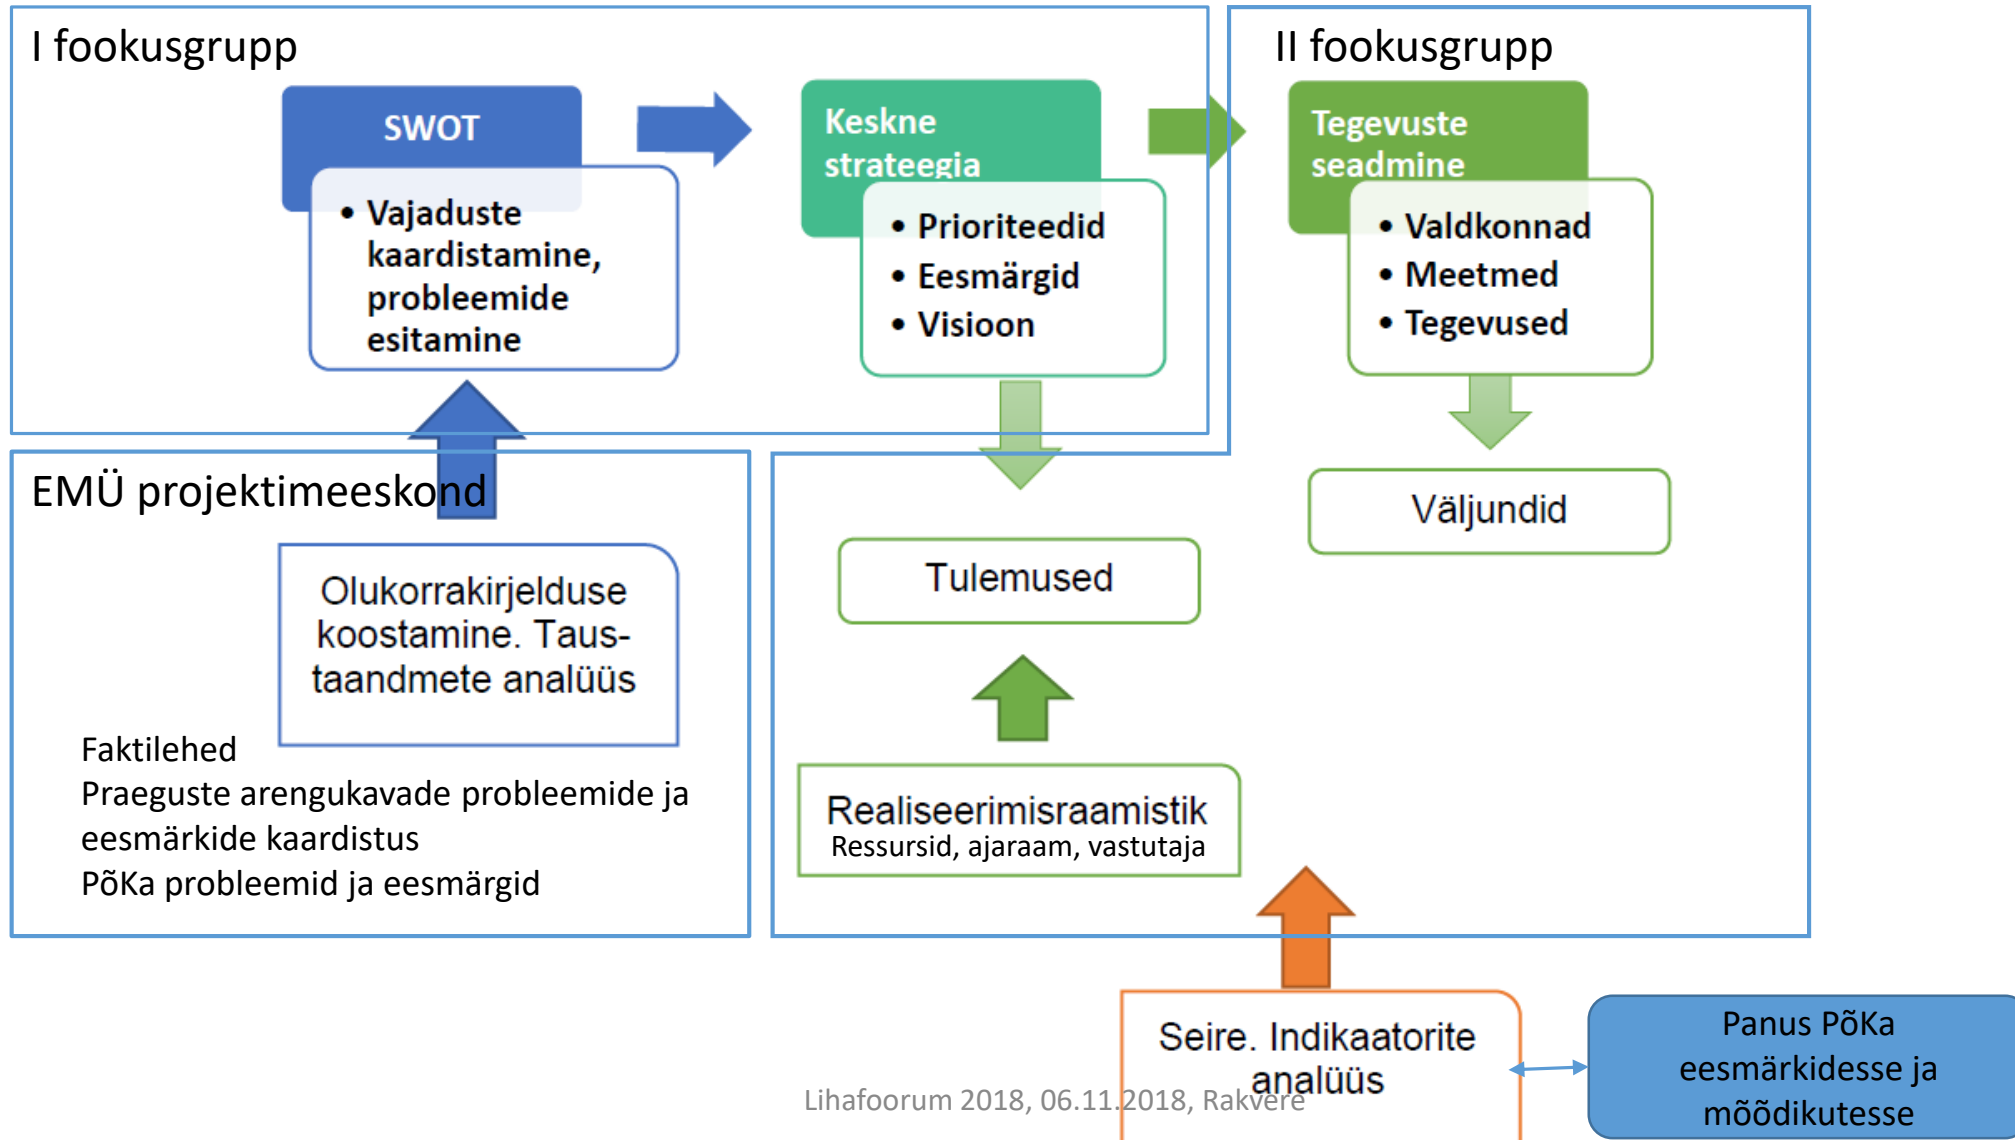 I fookusgrupp
SWOT
• Vajaduste
kaardistamine,
probleemide
esitamine
Keskne
strateegia
• Prioriteedid
• Eesmärgid
• Visioon
II fookusgrupp
Tegevuste
seadmine
• Valdkonnad
• Meetmed
• Tegevused
Väljundid
EMÜ projektimeeskond
Olukorrakirjelduse
koostamine. Taus-
taandmete analüüs
Faktilehed
Praeguste arengukavade probleemide ja
eesmärkide kaardistus
PõKa probleemid ja eesmärgid
Tulemused
Realiseerimisraamistik
Ressursid, ajaraam, vastutaja
Seire. Indikaatorite
analüüs
Panus PõKa
eesmärkidesse ja
mõõdikutesse
Lihafoorum 2018, 06.11.2018, Rakvere